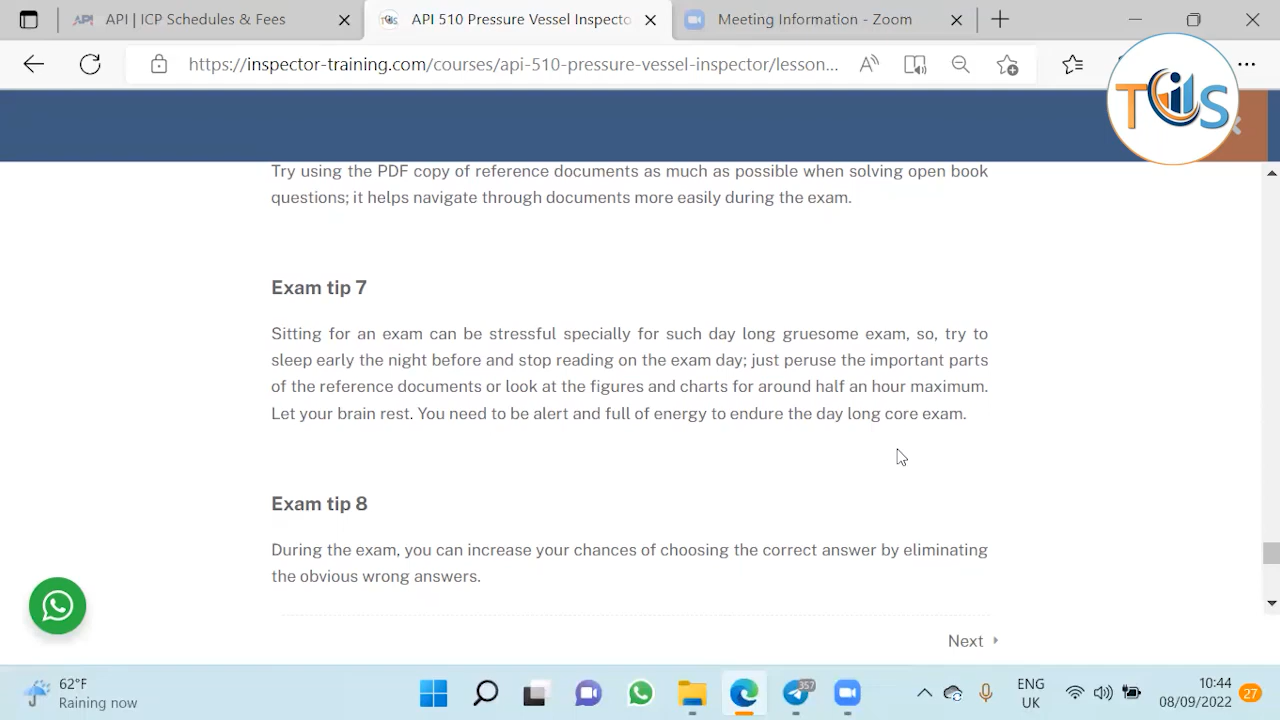 API | ICP Schedules & Fees
API 510 Pressure Vessel Inspecto
Meeting Information - Zoom
https://inspector-training.com/courses/api-510-pressure-vessel-inspector/lesson...
TCiS
Try using the PDF copy of reference documents as much as possible when solving open book
questions; it helps navigate through documents more easily during the exam.
Exam tip 7
Sitting for an exam can be stressful specially for such day long gruesome exam, so, try to
sleep early the night before and stop reading on the exam day; just peruse the important parts
of the reference documents or look at the figures and charts for around half an hour maximum.
Let your brain rest. You need to be alert and full of energy to endure the day long core exam.
Exam tip 8
During the exam, you can increase your chances of choosing the correct answer by eliminating
the obvious wrong answers.
Next
62°F
Raining now
357
ENG
UK
10:44
08/09/2022
27